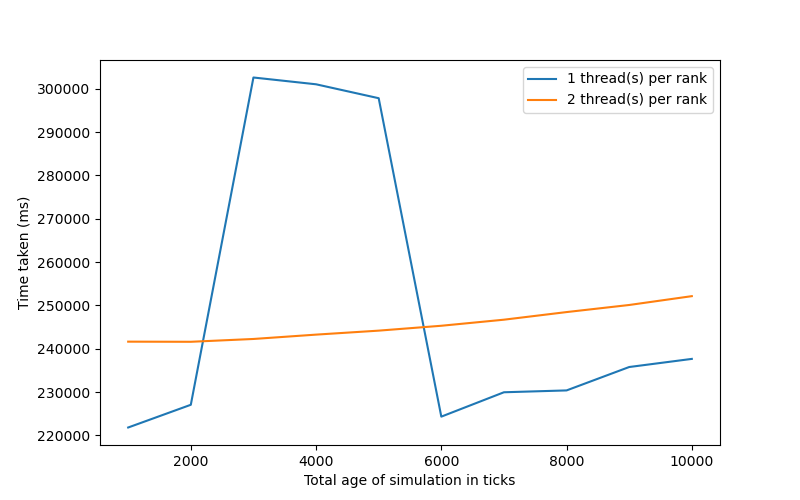 1 thread(s) per rank
2 thread(s) per rank
Time taken (ms)
300000
290000
280000
270000
260000
250000
240000
230000
220000
2000 4000 6000 8000 10000
Total age of simulation in ticks